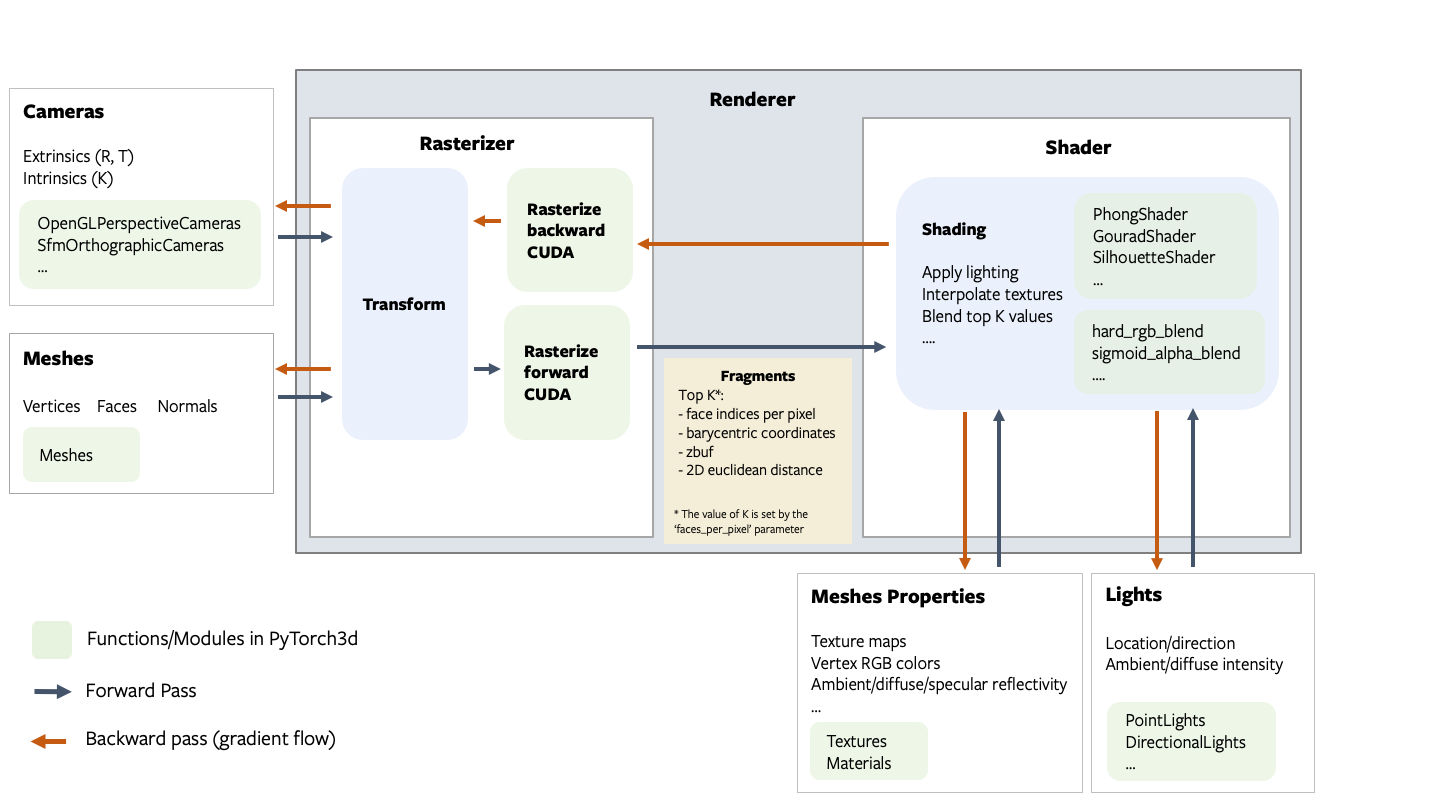 Renderer
Cameras
Extrinsics (R, T)
Intrinsics (K)
OpenGLPerspectiveCameras
SfmOrthographicCameras
...
Meshes
Vertices Faces Normals
Meshes
Rasterizer
Transform
Rasterize
backward
CUDA
Rasterize
forward
CUDA
Fragments
Top K*:
- face indices per pixel
- barycentric coordinates
- zbuf
- 2D euclidean distance
* The value of K is set by the
‘faces_per_pixel’ parameter
Shader
Shading
Apply lighting
Interpolate textures
Blend top K values
....
PhongShader
GouradShader
SilhouetteShader
...
hard_rgb_blend
sigmoid_alpha_blend
....
Meshes Properties
Texture maps
Vertex RGB colors
Ambient/diffuse/specular reflectivity
...
Textures
Materials
Lights
Location/direction
Ambient/diffuse intensity
PointLights
DirectionalLights
...
Functions/Modules in PyTorch3d
Forward Pass
Backward pass (gradient flow)